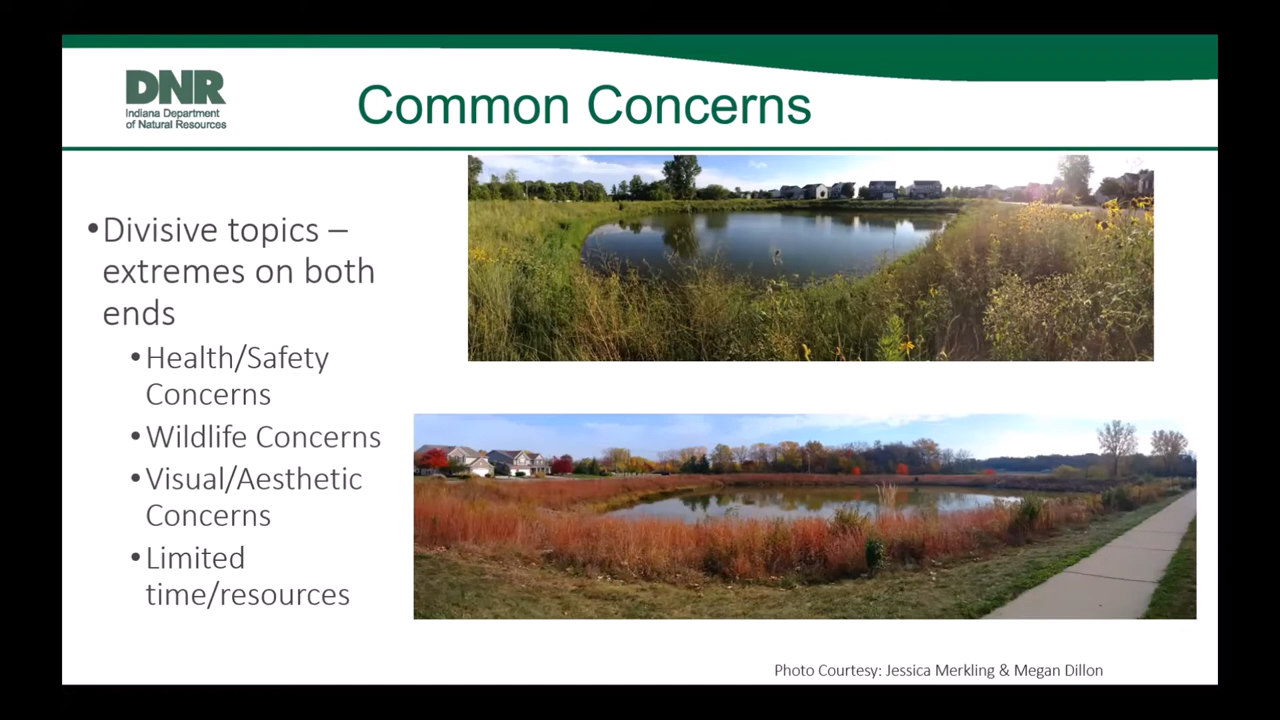 DNR
Indiana Department
of Natural Resources
Common Concerns
•Divisive topics –
extremes on both
ends
•Health/Safety
Concerns
•Wildlife Concerns
•Visual/Aesthetic
Concerns
•Limited
time/resources
Photo Courtesy: Jessica Merkling & Megan Dillon